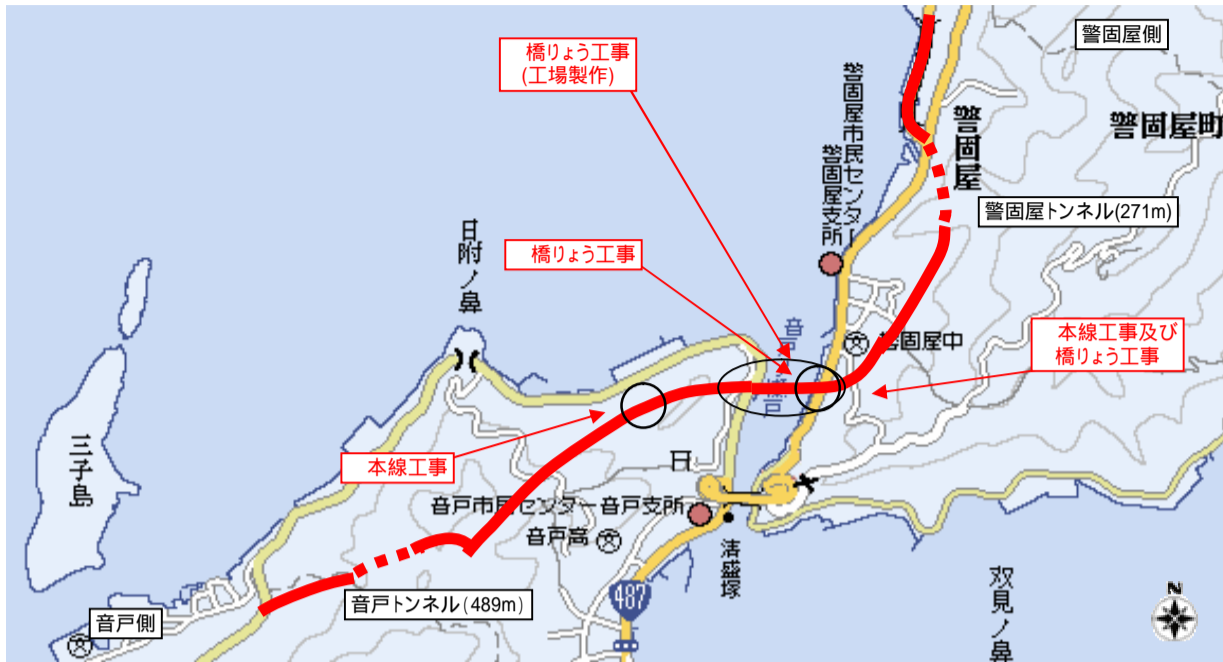 橋りょう工事
(工場製作)
警固屋側
警固屋市民センター
警固屋支所
警固屋
警固屋町
警固屋トンネル(271m)
日附ノ鼻
橋りょう工事
本線工事及び
橋りょう工事
警固屋中
三子島
本線工事
音戸市民センター音戸支所
音戸高
清盛塚
双見ノ鼻
487
音戸トンネル(489m)
音戸側
N